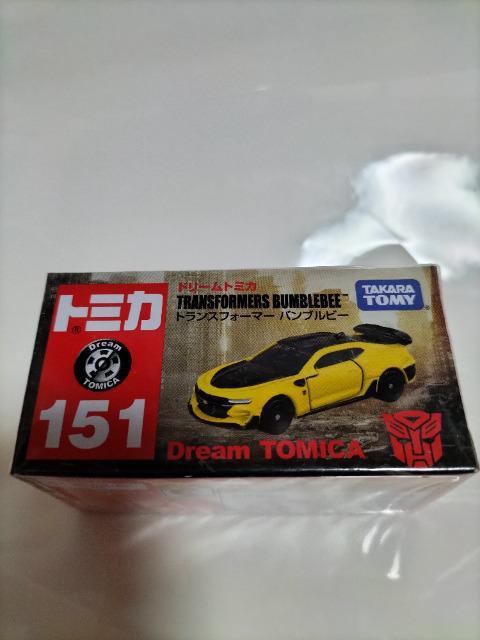 トミカ
®
Dream
TOMICA
151
ドリームトミカ
TRANSFORMERS BUMBLEBEE™
トランスフォーマー バンブルビー
TAKARA
TOMY
®
Dream TOMICA